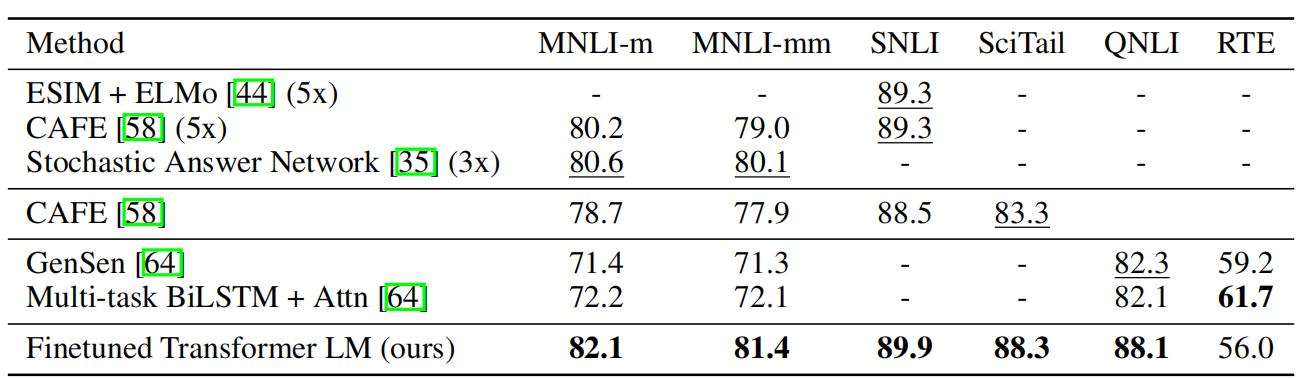 Method MNLI-m MNLI-mm SNLI SciTail QNLI RTE
ESIM + ELMo [44] (5x) - - 89.3 - - -
CAFE [58] (5x) 80.2 79.0 89.3 - - -
Stochastic Answer Network [35] (3x) 80.6 80.1 - - - -
CAFE [58] 78.7 77.9 88.5 83.3
GenSen [64] 71.4 71.3 - - 82.3 59.2
Multi-task BiLSTM + Attn [64] 72.2 72.1 - - 82.1 61.7
Finetuned Transformer LM (ours) 82.1 81.4 89.9 88.3 88.1 56.0